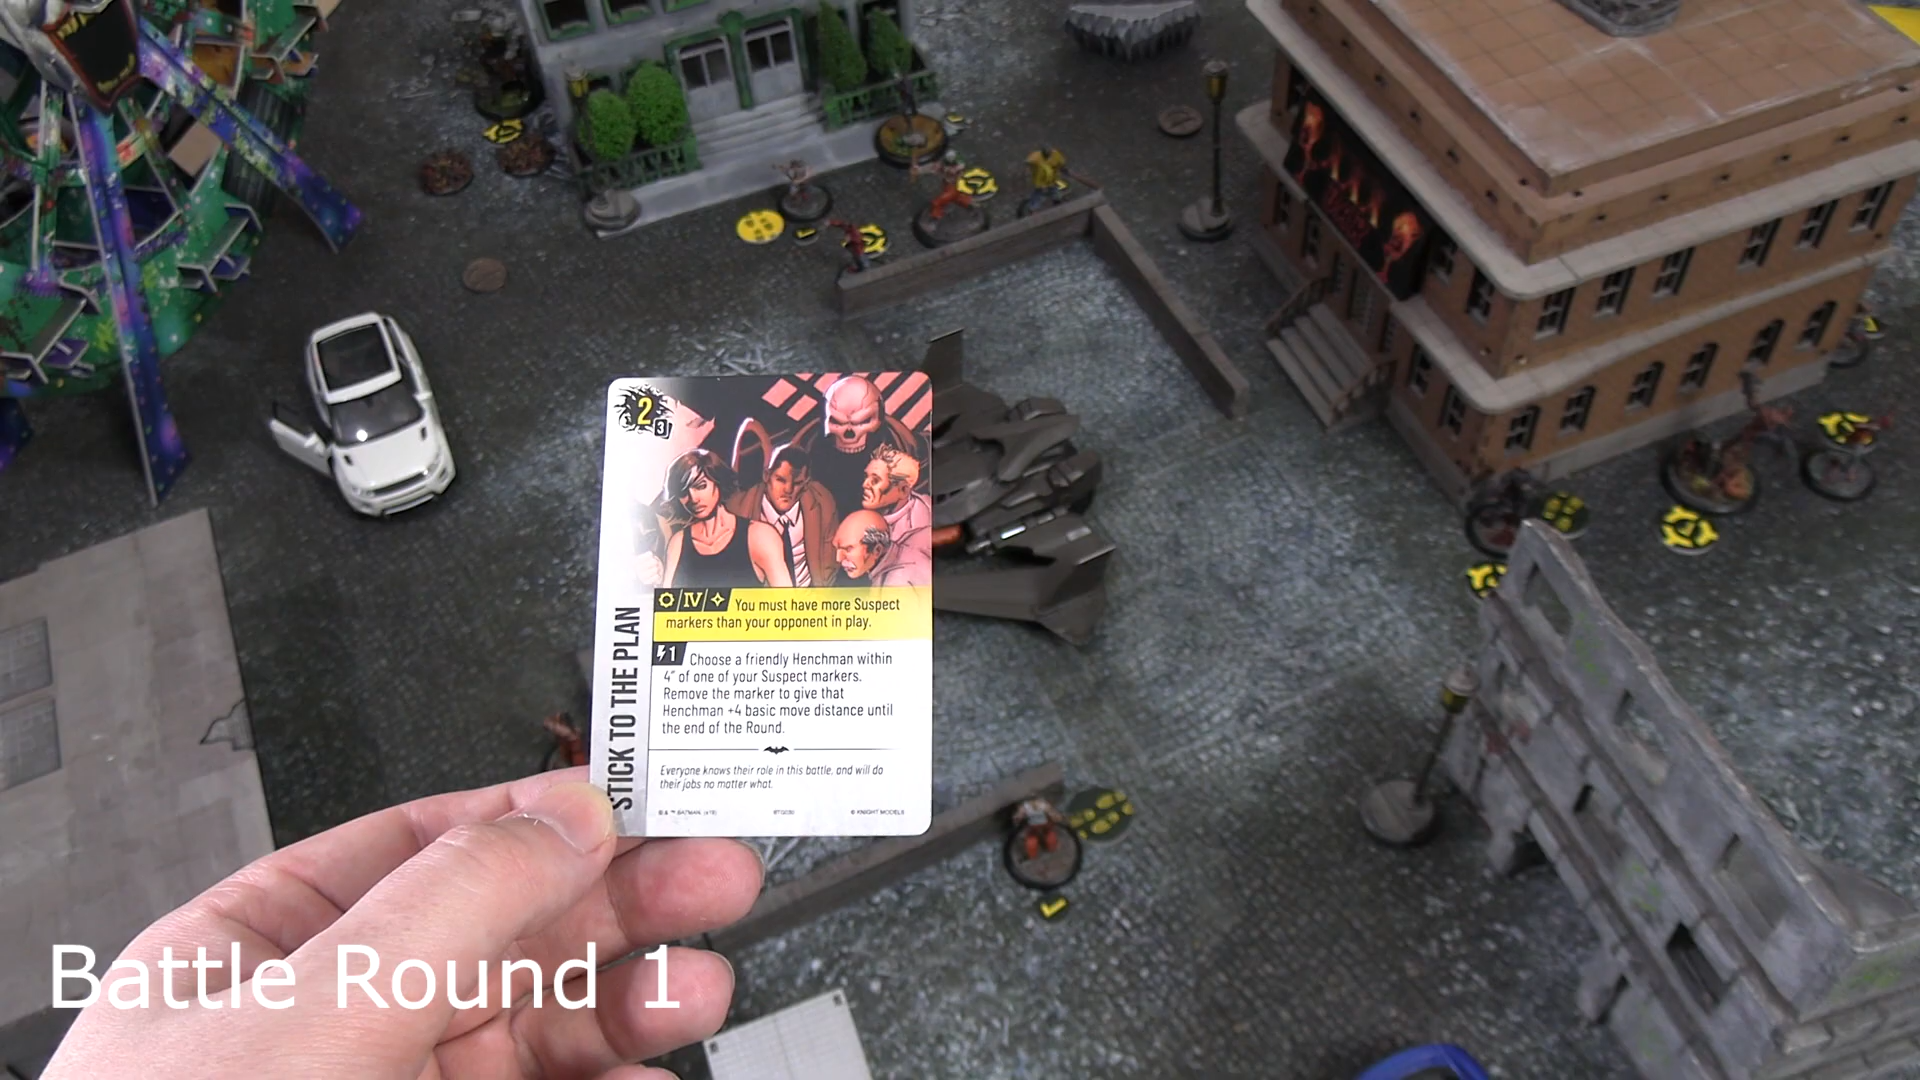 2
3
STICK TO THE PLAN
IV You must have more Suspect
markers than your opponent in play.
1 Choose a friendly Henchman within
4" of one of your Suspect markers.
Remove the marker to give that
Henchman +4 basic move distance until
the end of the Round.
Everyone knows their role in this battle, and will do
their jobs no matter what.
© KNIGHT MODELS
Battle Round 1